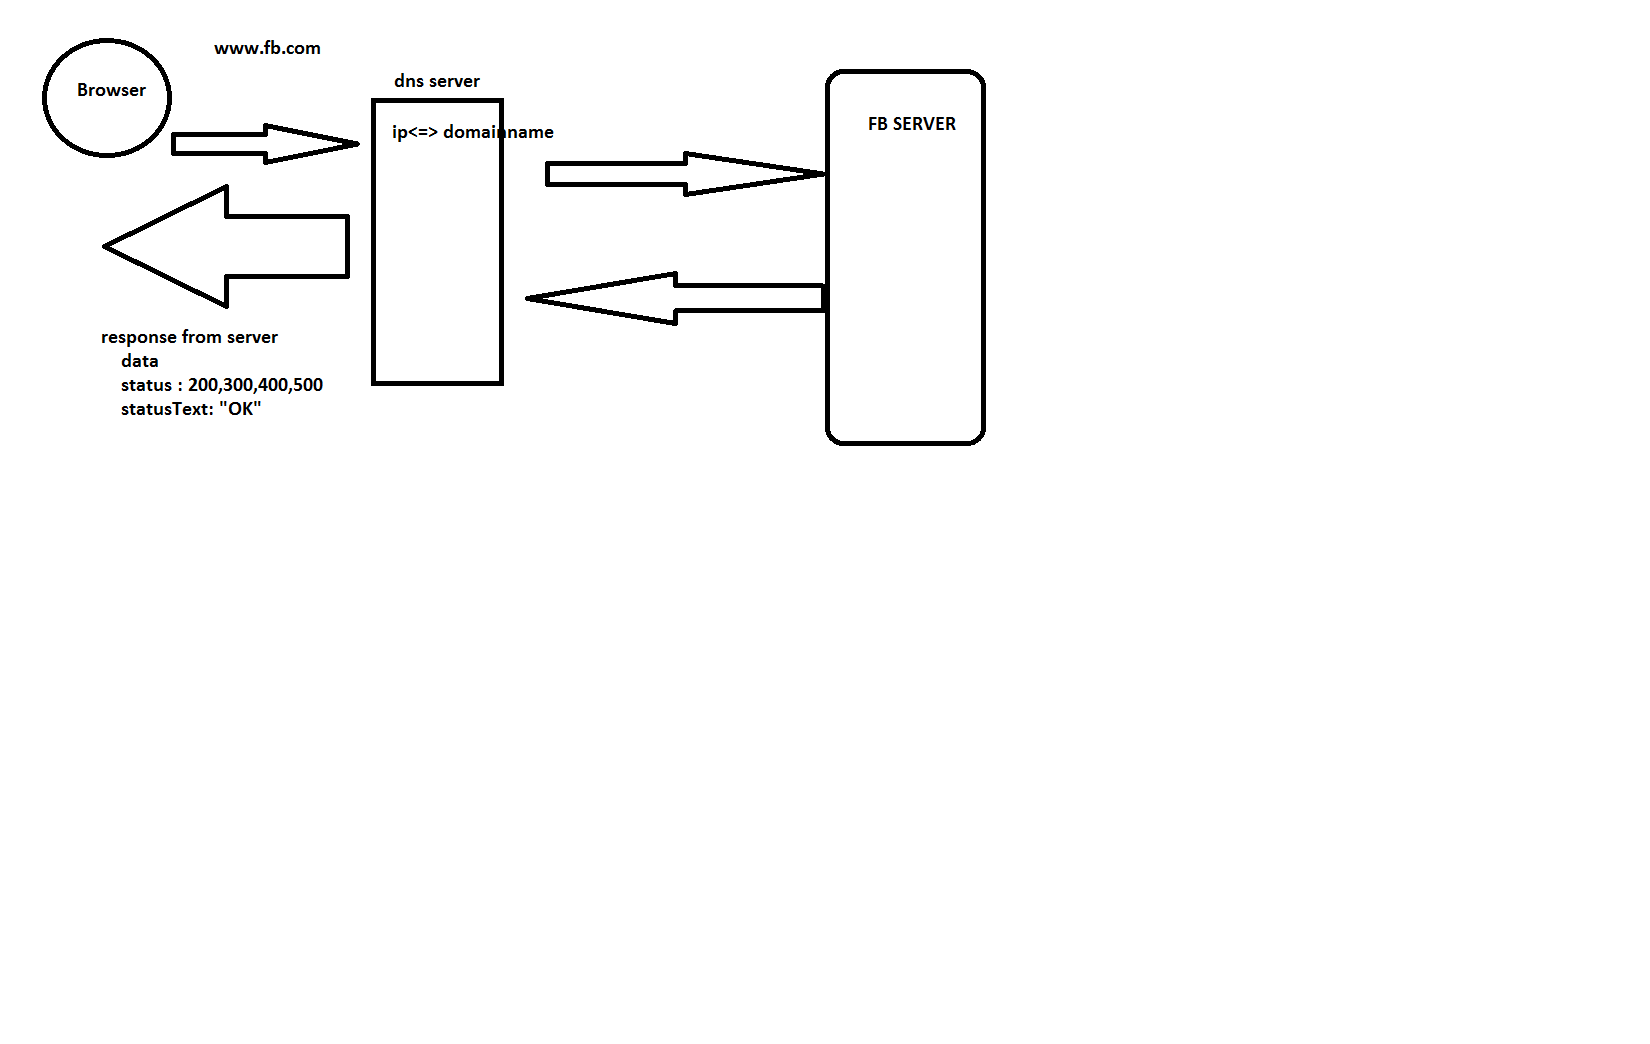 www.fb.com
Browser
dns server
ip<=> domainname
FB SERVER
response from server
data
status : 200,300,400,500
statusText: "OK"